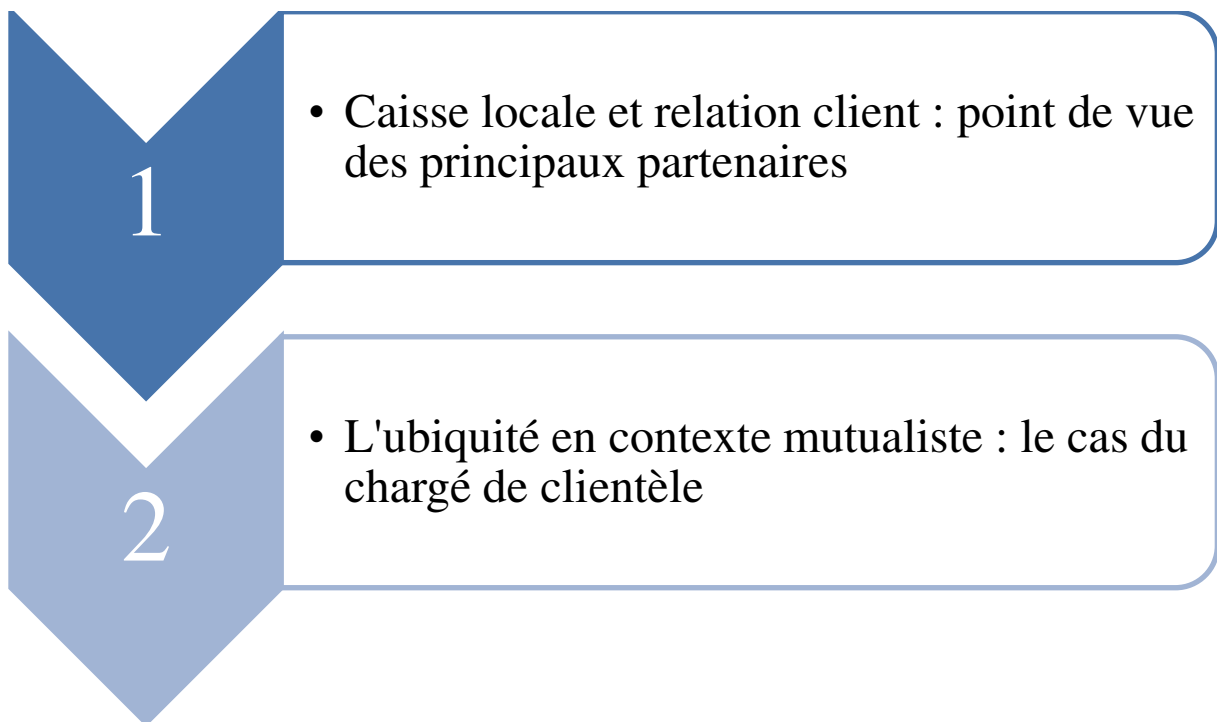 1
• Caisse locale et relation client : point de vue
des principaux partenaires
2
• L'ubiquité en contexte mutualiste : le cas du
chargé de clientèle